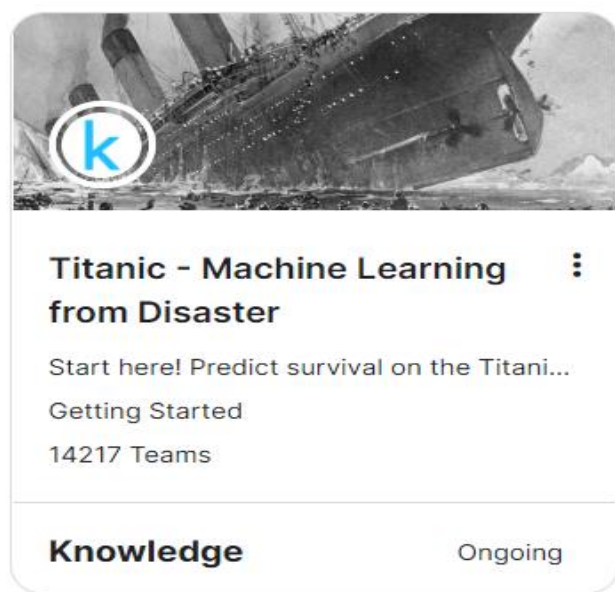 k
Titanic - Machine Learning
from Disaster
Start here! Predict survival on the Titani...
Getting Started
14217 Teams
Knowledge
Ongoing